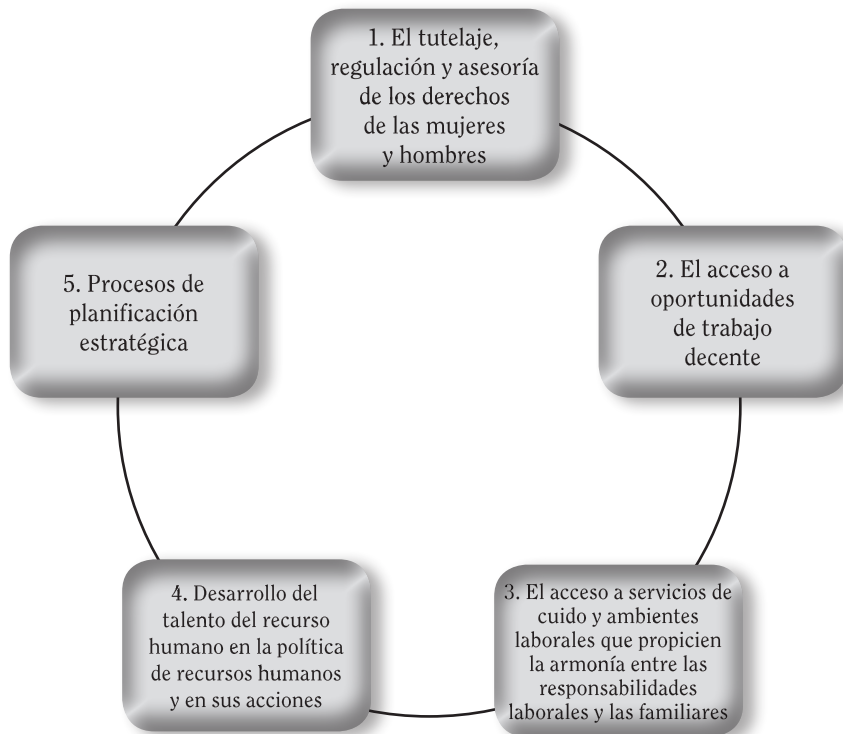 1. El tutelaje,
regulación y asesoría
de los derechos
de las mujeres
y hombres
2. El acceso a
oportunidades
de trabajo
decente
3. El acceso a servicios de
cuido y ambientes
laborales que propicien
la armonía entre las
responsabilidades
laborales y las familiares
4. Desarrollo del
talento del recurso
humano en la política
de recursos humanos
y en sus acciones
5. Procesos de
planificación
estratégica